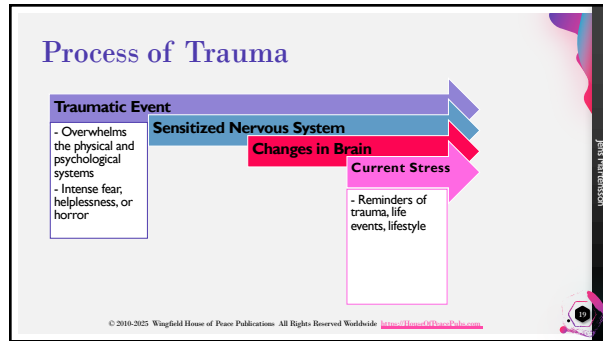 Process of Trauma
Traumatic Event
- Overwhelms
the physical and
psychological
systems
- Intense fear,
helplessness, or
horror
Sensitized Nervous System
Changes in Brain
Current Stress
- Reminders of
trauma, life
events, lifestyle
Jens Martensson
19
© 2010-2025 Wingfield House of Peace Publications All Rights Reserved Worldwide https://HouseOfPeacePubs.com